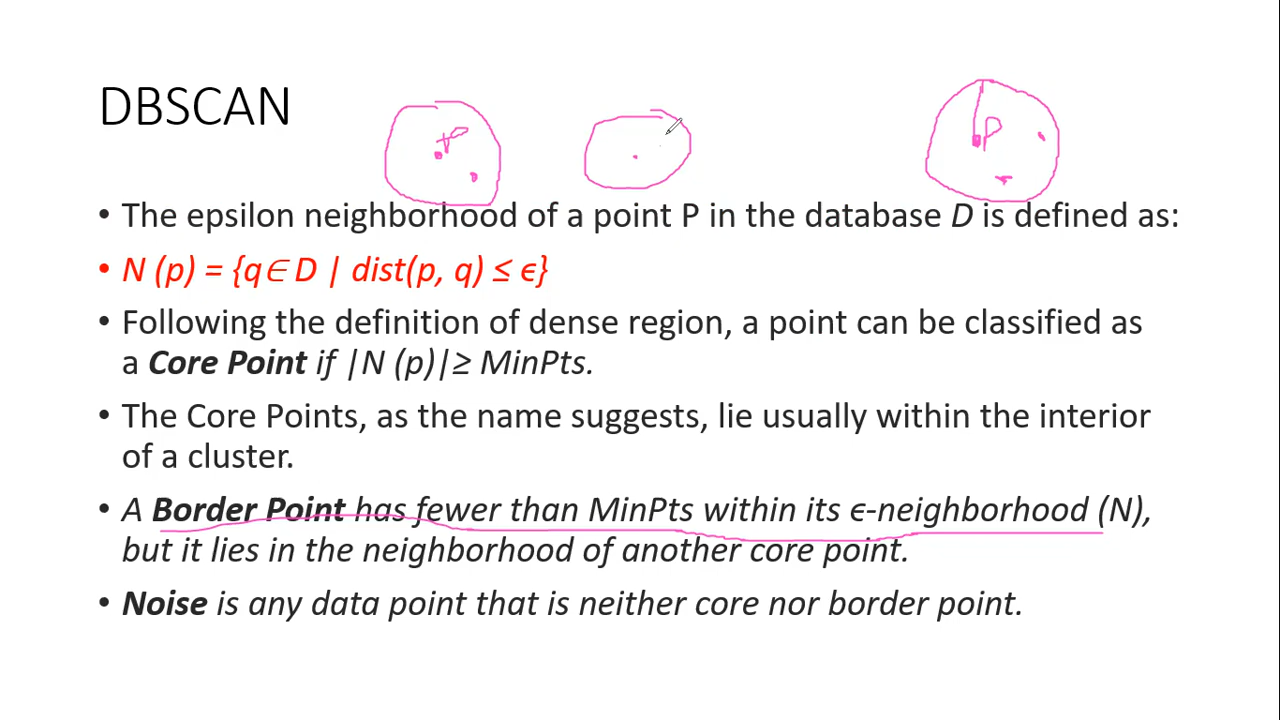 DBSCAN
P
P
• The epsilon neighborhood of a point P in the database D is defined as:
• N (p) = {q∈ D | dist(p, q) ≤ ϵ}
• Following the definition of dense region, a point can be classified as
a Core Point if |N (p)|≥ MinPts.
• The Core Points, as the name suggests, lie usually within the interior
of a cluster.
• A Border Point has fewer than MinPts within its ϵ-neighborhood (N),
but it lies in the neighborhood of another core point.
• Noise is any data point that is neither core nor border point.